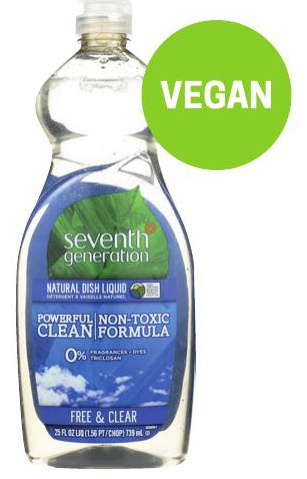 VEGAN
seventh
generation
NATURAL DISH LIQUID
DÉTERGENT À VAISSELLE NATUREL
POWERFUL
CLEAN
NON-TOXIC
FORMULA
0% FRAGRANCES • DYES
TRICLOSAN
FREE & CLEAR
25 FL OZ LIQ (1.56 PT/CHOP) 739 mL